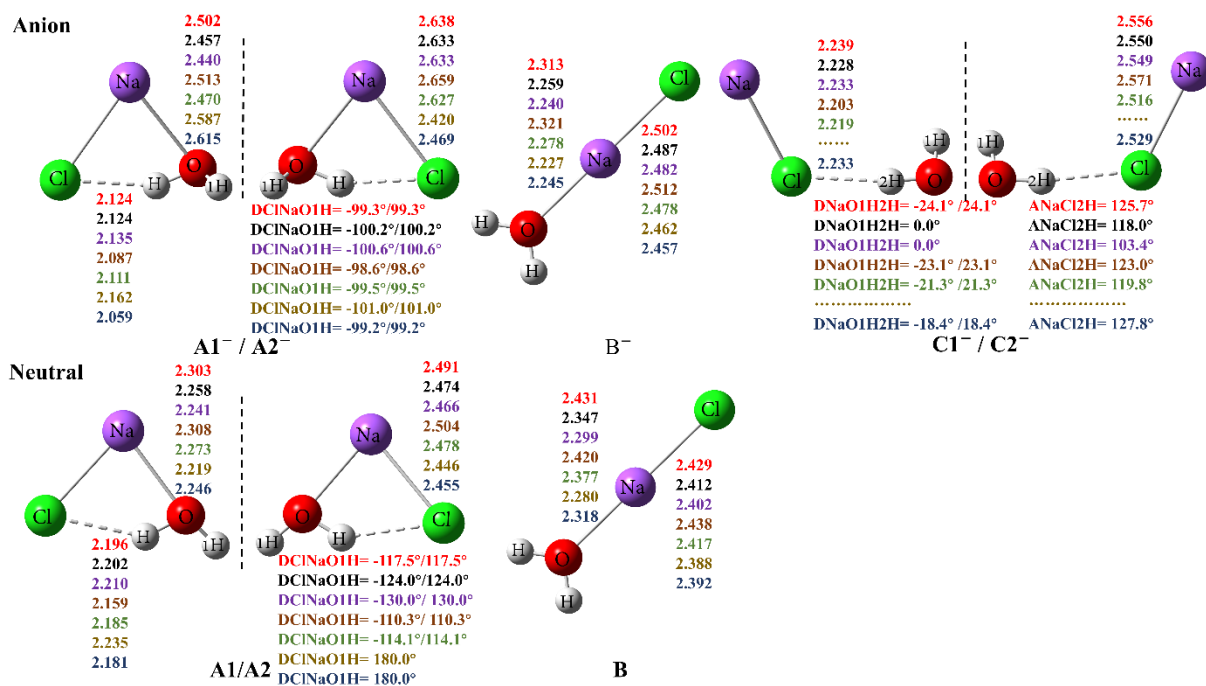 Anion
2.502
2.457
2.440
2.513
2.470
2.587
2.615
Na
Cl
H
1H
O
2.124
2.124
2.135
2.087
2.111
2.162
2.059
2.638
2.633
2.633
2.659
2.627
2.420
2.469
Na
O
1H
H
Cl
DClNaO1H= -99.3°/99.3°
DClNaO1H= -100.2°/100.2°
DClNaO1H= -100.6°/100.6°
DClNaO1H= -98.6°/98.6°
DClNaO1H= -99.5°/99.5°
DClNaO1H= -101.0°/101.0°
DClNaO1H= -99.2°/99.2°
A1⁻ / A2⁻
2.313
2.259
2.240
2.321
2.278
2.227
2.245
Cl
Na
2.502
2.487
2.482
2.512
2.478
2.462
2.457
H
O
H
B⁻
Na
2.239
2.228
2.233
2.203
2.219
......
2.233
Cl
1H
2H
O
1H
O
2H
Cl
Na
2.556
2.550
2.549
2.571
2.516
......
2.529
DNaO1H2H= -24.1° /24.1°
DNaO1H2H= 0.0°
DNaO1H2H= 0.0°
DNaO1H2H= -23.1° /23.1°
DNaO1H2H= -21.3° /21.3°
..................
DNaO1H2H= -18.4° /18.4°
ANaCl2H= 125.7°
ANaCl2H= 118.0°
ANaCl2H= 103.4°
ANaCl2H= 123.0°
ANaCl2H= 119.8°
..................
ANaCl2H= 127.8°
C1⁻ / C2⁻
Neutral
2.303
2.258
2.241
2.308
2.273
2.219
2.246
Na
Cl
H
O
1H
2.196
2.202
2.210
2.159
2.185
2.235
2.181
2.491
2.474
2.466
2.504
2.478
2.446
2.455
Na
O
1H
H
Cl
DClNaO1H= -117.5°/117.5°
DClNaO1H= -124.0°/124.0°
DClNaO1H= -130.0°/ 130.0°
DClNaO1H= -110.3°/ 110.3°
DClNaO1H= -114.1°/114.1°
DClNaO1H= 180.0°
DClNaO1H= 180.0°
A1/A2
2.431
2.347
2.299
2.420
2.377
2.280
2.318
Cl
Na
2.429
2.412
2.402
2.438
2.417
2.388
2.392
H
O
H
B